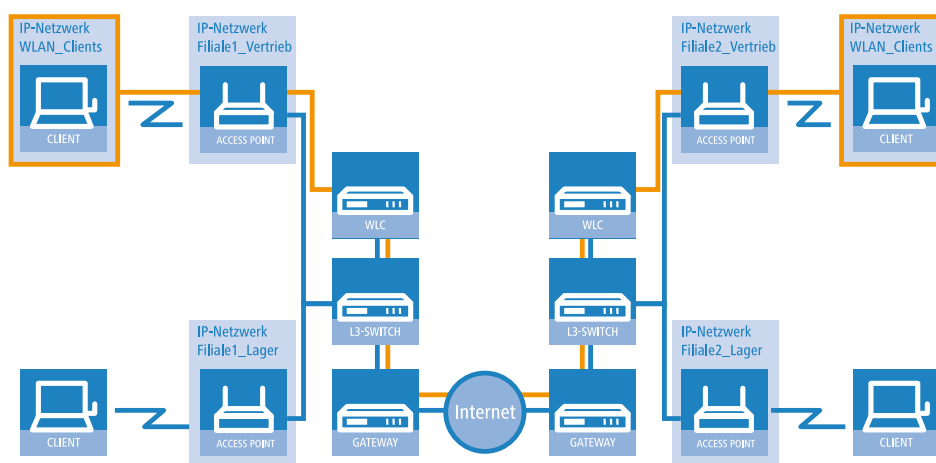 IP-Netzwerk
WLAN_Clients
CLIENT
IP-Netzwerk
Filiale1_Vertrieb
ACCESS POINT
IP-Netzwerk
Filiale2_Vertrieb
ACCESS POINT
IP-Netzwerk
WLAN_Clients
CLIENT
WLC
WLC
L3-SWITCH
L3-SWITCH
CLIENT
IP-Netzwerk
Filiale1_Lager
ACCESS POINT
GATEWAY
Internet
GATEWAY
IP-Netzwerk
Filiale2_Lager
ACCESS POINT
CLIENT